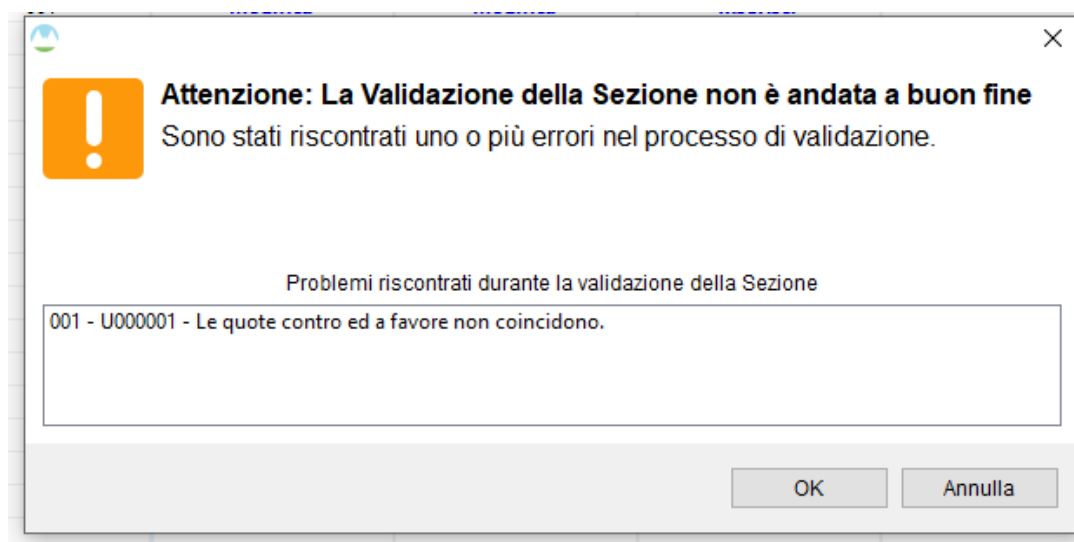 Attenzione: La Validazione della Sezione non è andata a buon fine
Sono stati riscontrati uno o più errori nel processo di validazione.
Problemi riscontrati durante la validazione della Sezione
001 - U000001 - Le quote contro ed a favore non coincidono.
OK Annulla